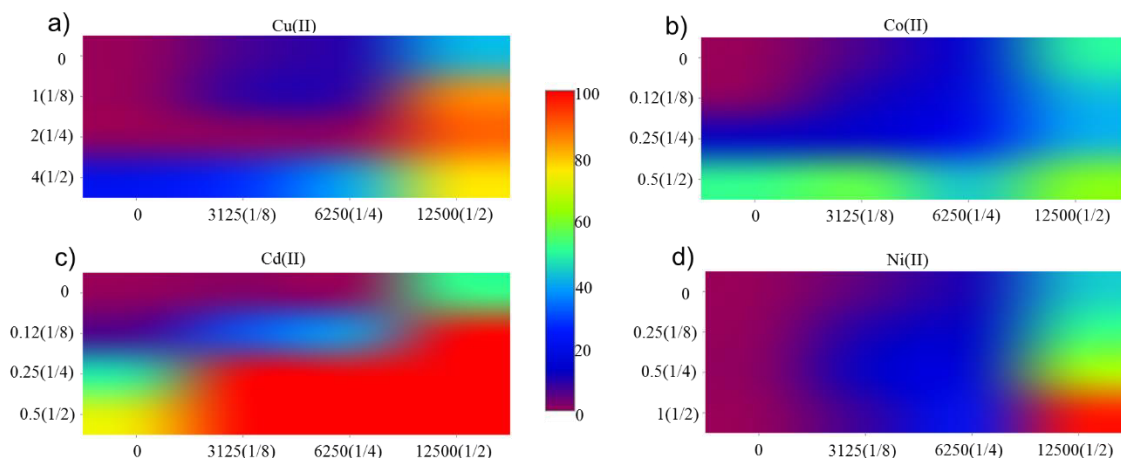 a)
Cu(II)
0
1(1/8)
2(1/4)
4(1/2)
0 3125(1/8) 6250(1/4) 12500(1/2)
b)
Co(II)
0
0.12(1/8)
0.25(1/4)
0.5(1/2)
0 3125(1/8) 6250(1/4) 12500(1/2)
100
80
60
40
20
0
c)
Cd(II)
0
0.12(1/8)
0.25(1/4)
0.5(1/2)
0 3125(1/8) 6250(1/4) 12500(1/2)
d)
Ni(II)
0
0.25(1/8)
0.5(1/4)
1(1/2)
0 3125(1/8) 6250(1/4) 12500(1/2)